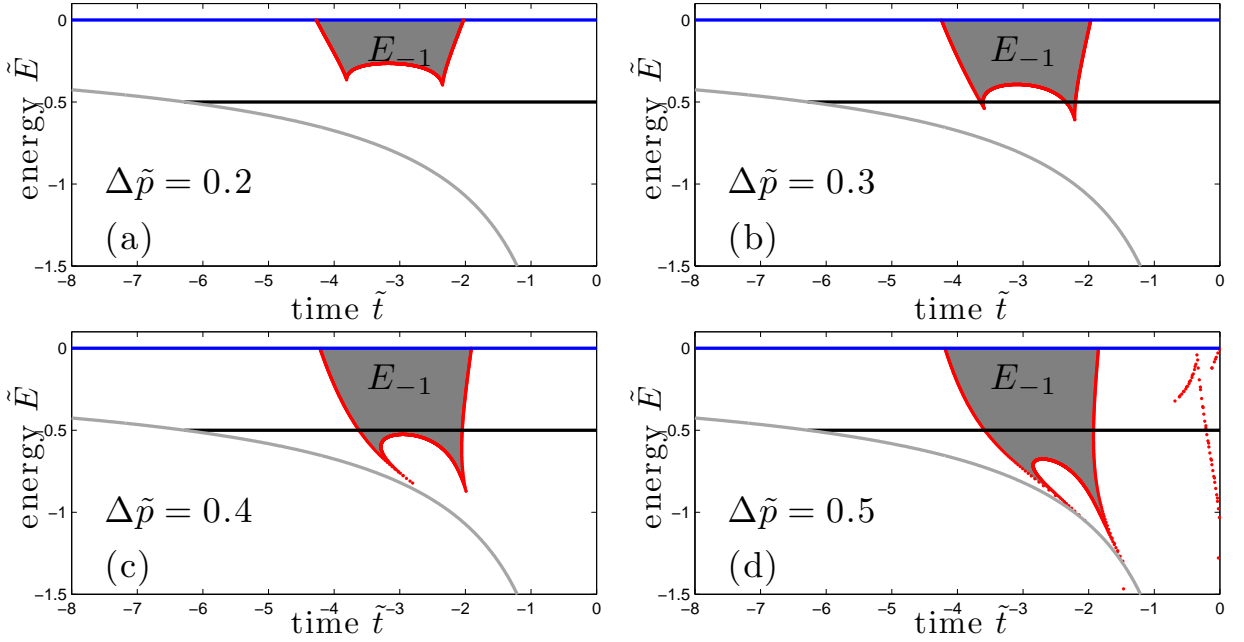 0
−0.5
−1
−1.5
energy Ẽ
E₋₁
Δp̃ = 0.2
(a)
−8 −7 −6 −5 −4 −3 −2 −1 0
time t̃
0
−0.5
−1
−1.5
energy Ẽ
E₋₁
Δp̃ = 0.3
(b)
−8 −7 −6 −5 −4 −3 −2 −1 0
time t̃
0
−0.5
−1
−1.5
energy Ẽ
E₋₁
Δp̃ = 0.4
(c)
−8 −7 −6 −5 −4 −3 −2 −1 0
time t̃
0
−0.5
−1
−1.5
energy Ẽ
E₋₁
Δp̃ = 0.5
(d)
−8 −7 −6 −5 −4 −3 −2 −1 0
time t̃